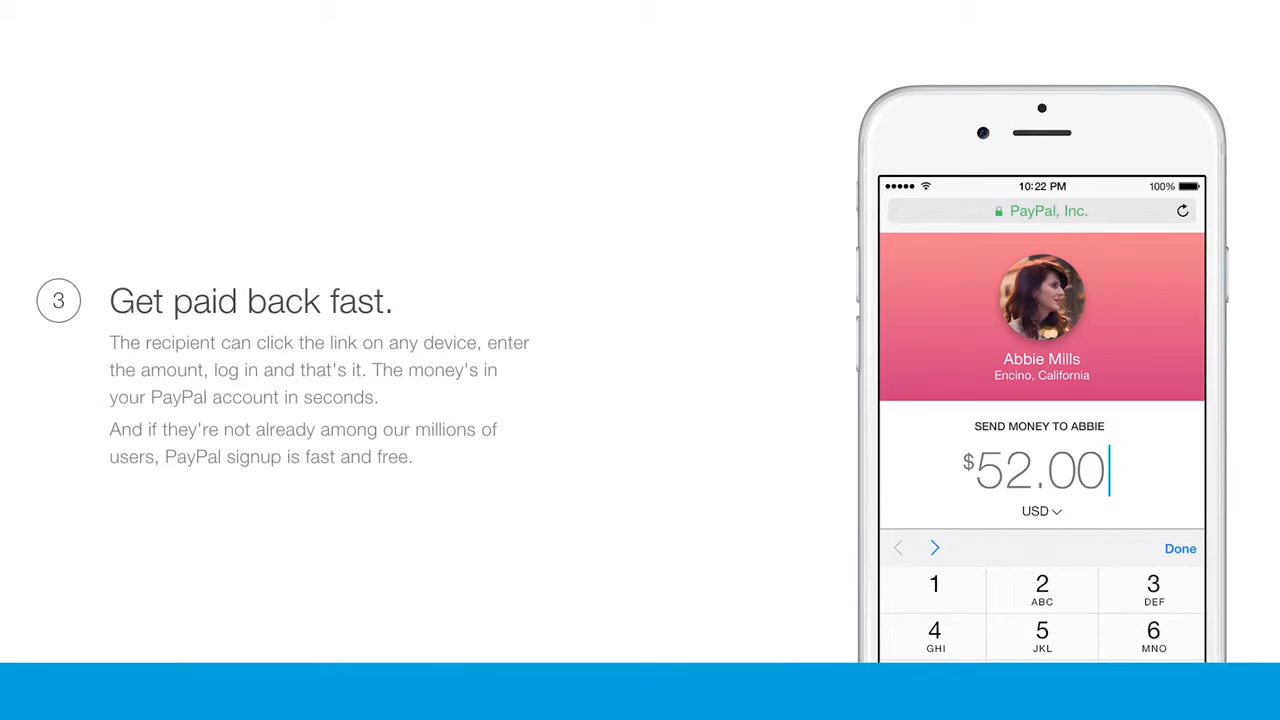 3
Get paid back fast.
The recipient can click the link on any device, enter
the amount, log in and that's it. The money's in
your PayPal account in seconds.
And if they're not already among our millions of
users, PayPal signup is fast and free.
10:22 PM 100%
PayPal, Inc.
Abbie Mills
Encino, California
SEND MONEY TO ABBIE
$52.00
USD
Done
1 2 3
ABC DEF
4 5 6
GHI JKL MNO